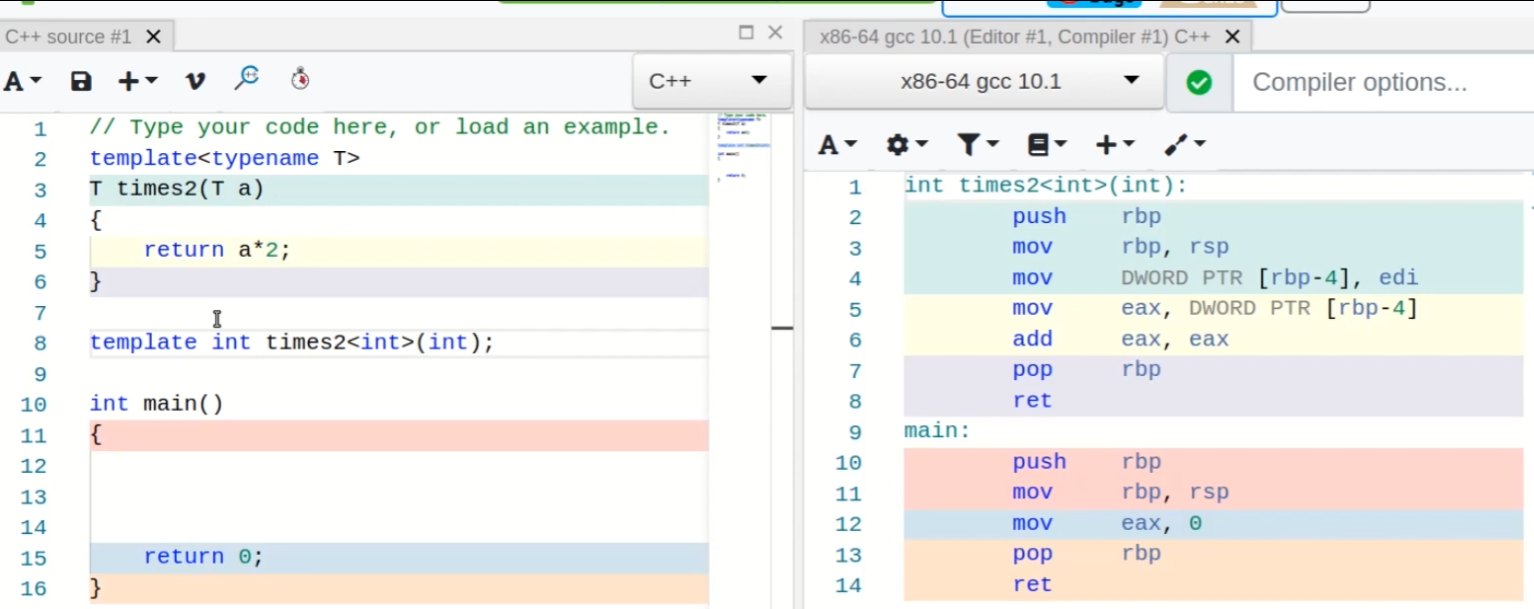 C++ source #1
A
C++
1 // Type your code here, or load an example.
2 template<typename T>
3 T times2(T a)
4 {
5 return a*2;
6 }
7
8 template int times2<int>(int);
9
10 int main()
11 {
12
13
14
15 return 0;
16 }
x86-64 gcc 10.1 (Editor #1, Compiler #1) C++
x86-64 gcc 10.1
Compiler options...
A
1 int times2<int>(int):
2 push rbp
3 mov rbp, rsp
4 mov DWORD PTR [rbp-4], edi
5 mov eax, DWORD PTR [rbp-4]
6 add eax, eax
7 pop rbp
8 ret
9 main:
10 push rbp
11 mov rbp, rsp
12 mov eax, 0
13 pop rbp
14 ret